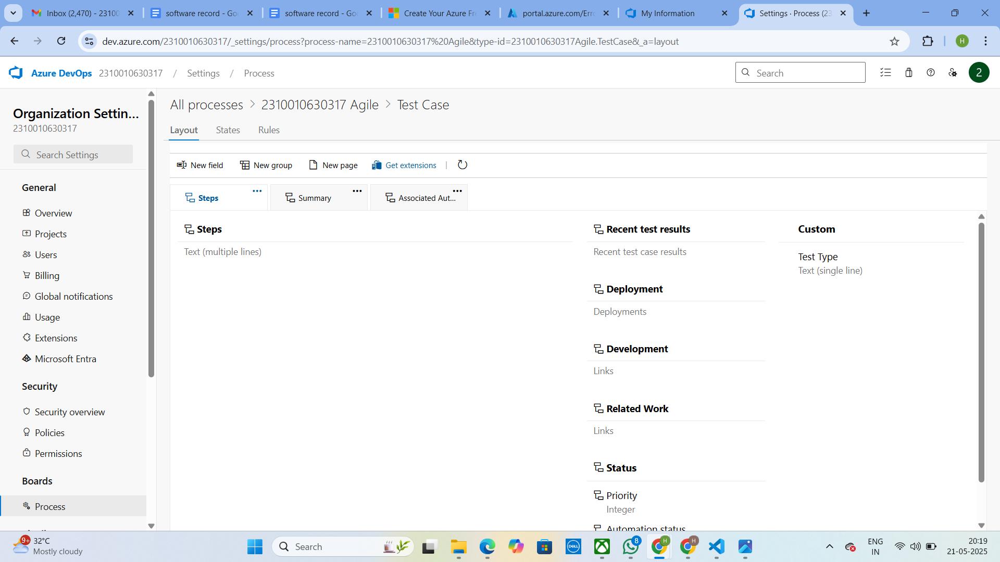 Inbox (2,470) - 23100
software record - Goo
software record - Goo
Create Your Azure Fre
portal.azure.com/Erro
My Information
Settings · Process (23
dev.azure.com/2310010630317/_settings/process?process-name=2310010630317%20Agile&type-id=2310010630317Agile.TestCase&_a=layout
H
Azure DevOps 2310010630317 / Settings / Process
Search
2
Organization Settin...
2310010630317
Search Settings
General
Overview
Projects
Users
Billing
Global notifications
Usage
Extensions
Microsoft Entra
Security
Security overview
Policies
Permissions
Boards
Process
All processes > 2310010630317 Agile > Test Case
Layout States Rules
New field New group New page Get extensions
Steps Summary Associated Aut...
Steps
Text (multiple lines)
Recent test results
Recent test case results
Deployment
Deployments
Development
Links
Related Work
Links
Status
Priority
Integer
Automation status
Custom
Test Type
Text (single line)
9+
32°C
Mostly cloudy
Search
DELL
8
H
H
ENG
IN
20:19
21-05-2025